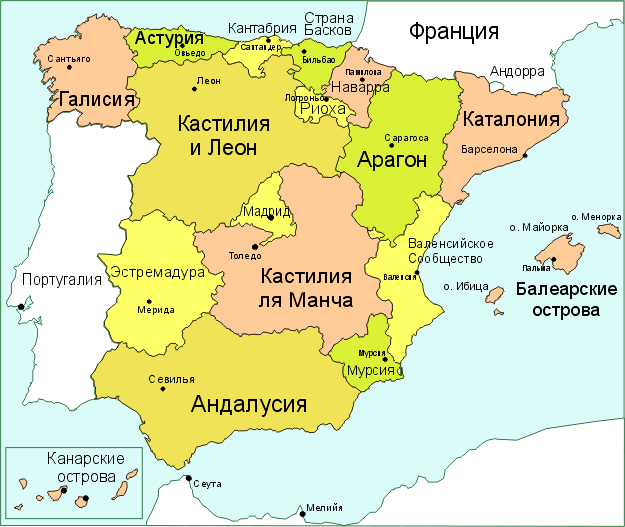 Страна
Басков
Кантабрия
Франция
Астурия
Овьедо
Сантандер
Бильбао
Сантьяго
Галисия
Леон
Памплона
Наварра
Логроньо
Риоха
Андорра
Каталония
Барселона
Кастилия
и Леон
Сарагоса
Арагон
Мадрид
о. Менорка
о. Майорка
Пальма
Валенсийское
Сообщество
Валенсия
о. Ибица
Балеарские
острова
Толедо
Кастилия
ля Манча
Португалия
Эстремадура
Мерида
Мурсия
Мурсия
Севилья
Андалусия
Канарские
острова
Сеута
Мелийя